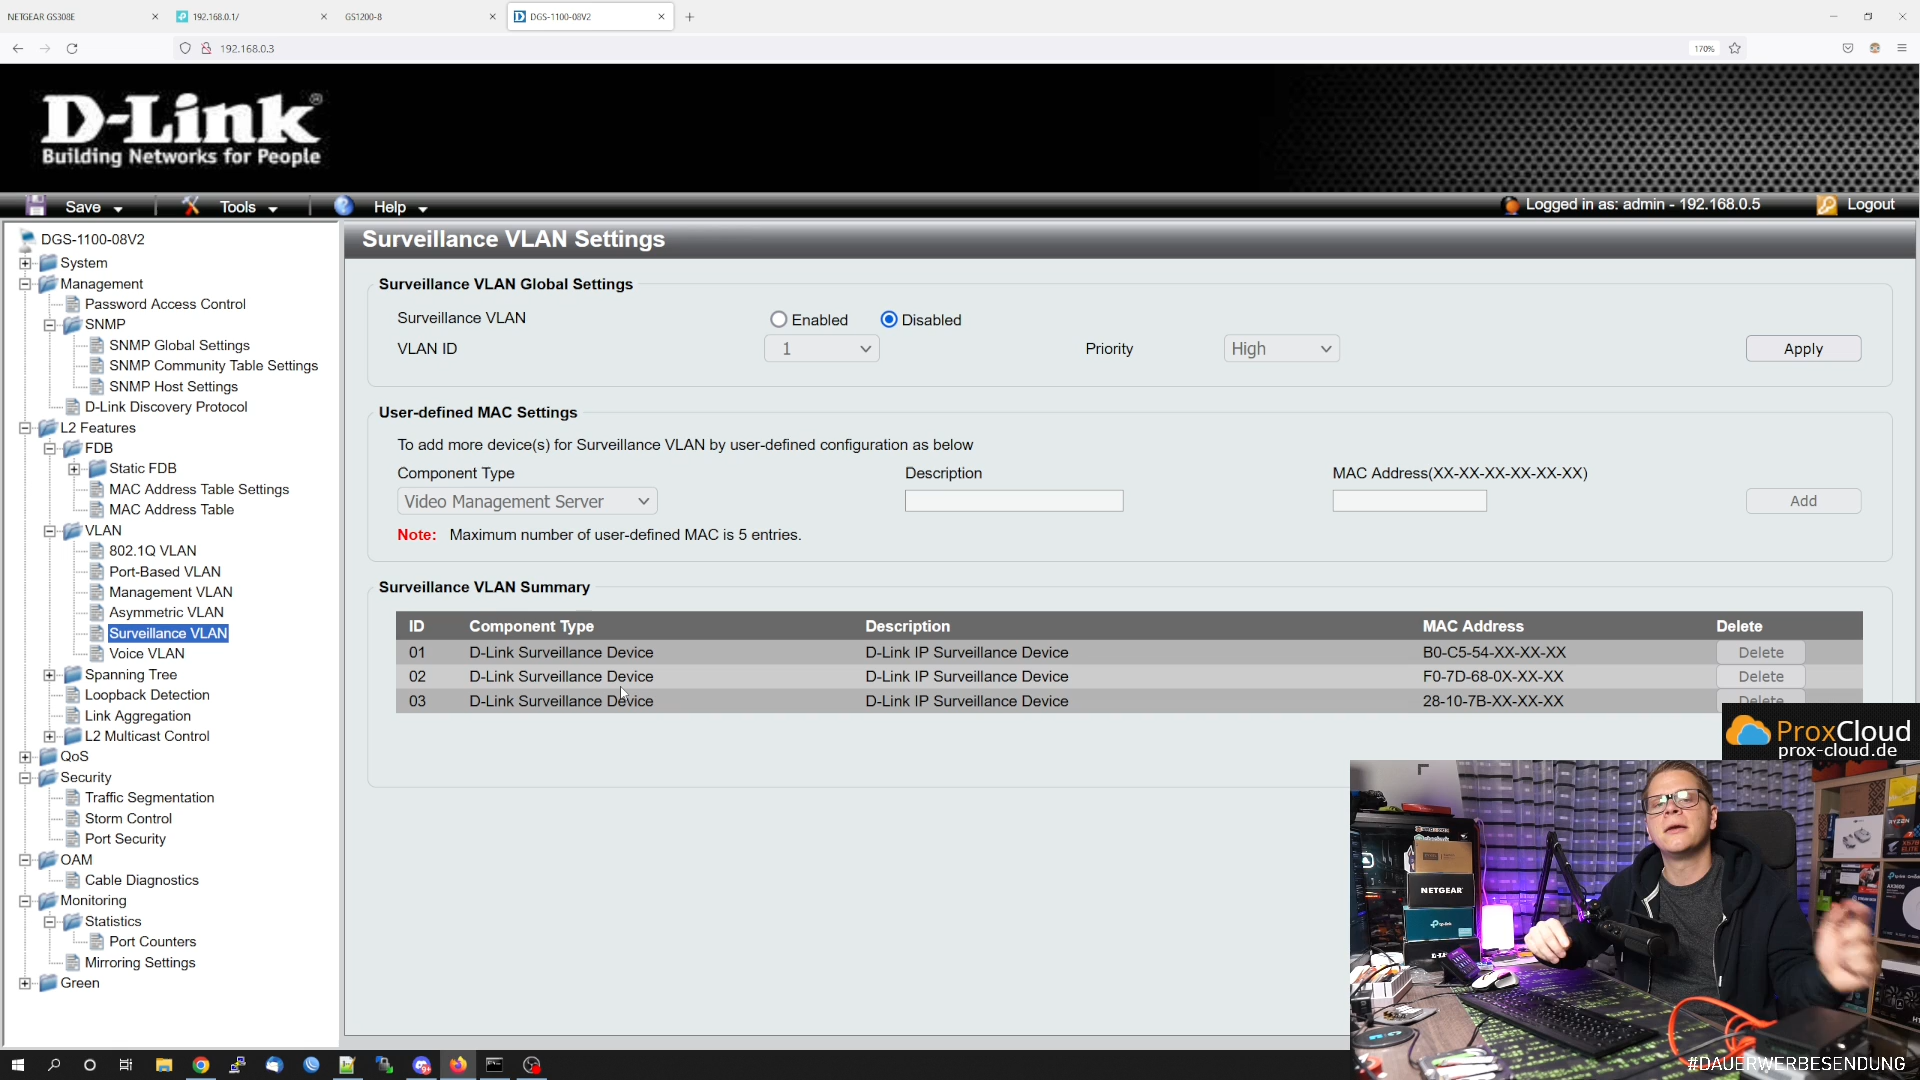 NETGEAR GS308E
192.168.0.1/
GS1200-8
DGS-1100-08V2
192.168.0.3
170%
D-Link®
Building Networks for People
Save
Tools
Help
Logged in as: admin - 192.168.0.5
Logout
DGS-1100-08V2
System
Management
Password Access Control
SNMP
SNMP Global Settings
SNMP Community Table Settings
SNMP Host Settings
D-Link Discovery Protocol
L2 Features
FDB
Static FDB
MAC Address Table Settings
MAC Address Table
VLAN
802.1Q VLAN
Port-Based VLAN
Management VLAN
Asymmetric VLAN
Surveillance VLAN
Voice VLAN
Spanning Tree
Loopback Detection
Link Aggregation
L2 Multicast Control
QoS
Security
Traffic Segmentation
Storm Control
Port Security
OAM
Cable Diagnostics
Monitoring
Statistics
Port Counters
Mirroring Settings
Green
Surveillance VLAN Settings
Surveillance VLAN Global Settings
Surveillance VLAN Enabled Disabled
VLAN ID 1 Priority High Apply
User-defined MAC Settings
To add more device(s) for Surveillance VLAN by user-defined configuration as below
Component Type Description MAC Address(XX-XX-XX-XX-XX-XX)
Video Management Server Add
Note: Maximum number of user-defined MAC is 5 entries.
Surveillance VLAN Summary
ID Component Type Description MAC Address Delete
01 D-Link Surveillance Device D-Link IP Surveillance Device B0-C5-54-XX-XX-XX Delete
02 D-Link Surveillance Device D-Link IP Surveillance Device F0-7D-68-0X-XX-XX Delete
03 D-Link Surveillance Device D-Link IP Surveillance Device 28-10-7B-XX-XX-XX Delete
ProxCloud
prox-cloud.de
NETGEAR
tp-link
RYZEN
#DAUERWERBESENDUNG